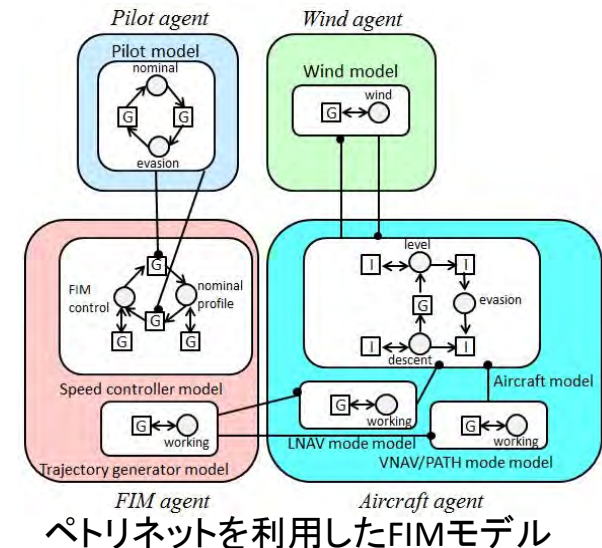 Pilot agent
Wind agent
Pilot model
nominal
G
G
evasion
Wind model
wind
G
level
I
I
G
evasion
I
I
descent
Aircraft model
G
FIM
control
nominal
profile
G
G
G
Speed controller model
G
working
Trajectory generator model
G
working
LNAV mode model
G
working
VNAV/PATH mode model
FIM agent
Aircraft agent
ペトリネットを利用したFIMモデル